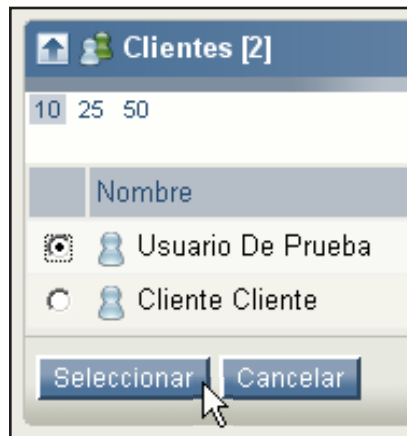 Clientes [2]
10 25 50
Nombre
Usuario De Prueba
Cliente Cliente
Seleccionar Cancelar